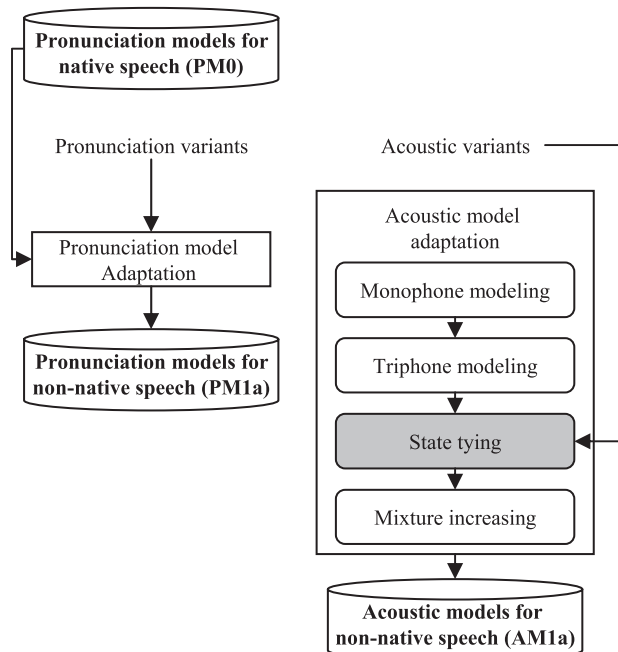 Pronunciation models for
native speech (PM0)
Pronunciation variants
Pronunciation model
Adaptation
Pronunciation models for
non-native speech (PM1a)
Acoustic variants
Acoustic model
adaptation
Monophone modeling
Triphone modeling
State tying
Mixture increasing
Acoustic models for
non-native speech (AM1a)